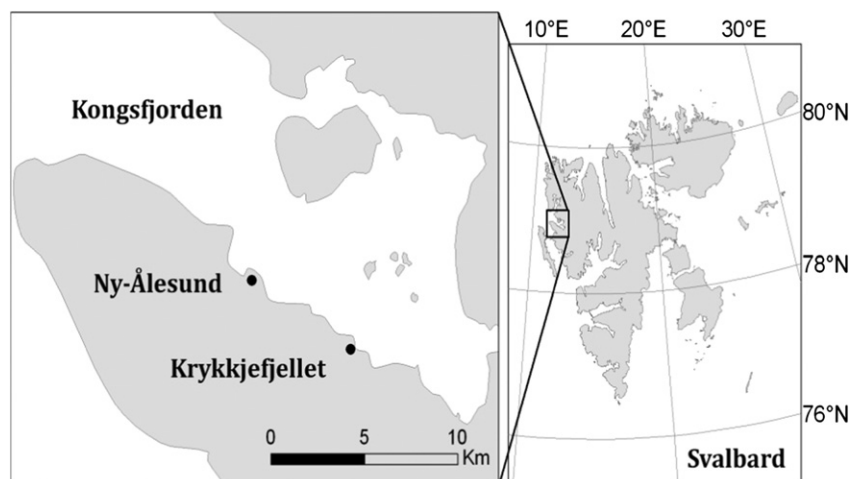 10°E 20°E 30°E
Kongsfjorden
80°N
Ny-Ålesund
78°N
Krykkjefjellet
76°N
0 5 10
Km
Svalbard